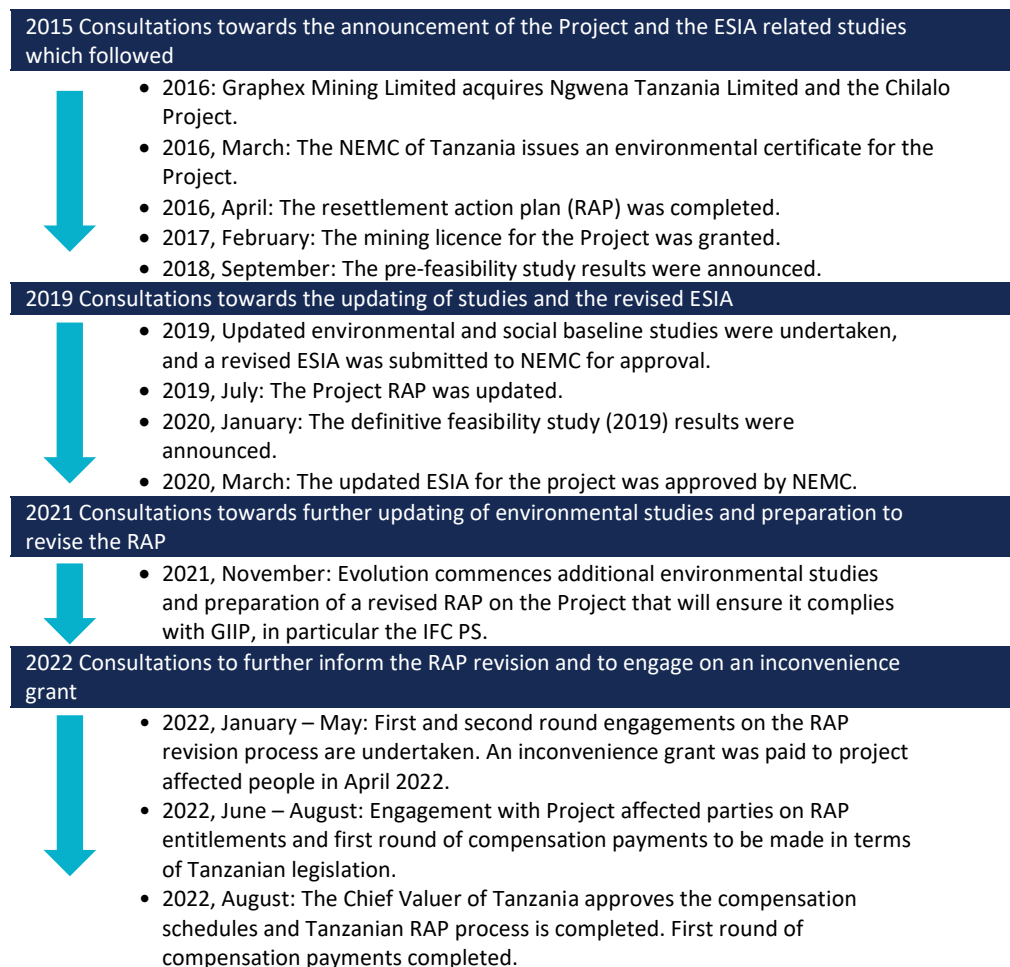 2015 Consultations towards the announcement of the Project and the ESIA related studies
which followed
• 2016: Graphex Mining Limited acquires Ngwena Tanzania Limited and the Chilalo
Project.
• 2016, March: The NEMC of Tanzania issues an environmental certificate for the
Project.
• 2016, April: The resettlement action plan (RAP) was completed.
• 2017, February: The mining licence for the Project was granted.
• 2018, September: The pre-feasibility study results were announced.
2019 Consultations towards the updating of studies and the revised ESIA
• 2019, Updated environmental and social baseline studies were undertaken,
and a revised ESIA was submitted to NEMC for approval.
• 2019, July: The Project RAP was updated.
• 2020, January: The definitive feasibility study (2019) results were
announced.
• 2020, March: The updated ESIA for the project was approved by NEMC.
2021 Consultations towards further updating of environmental studies and preparation to
revise the RAP
• 2021, November: Evolution commences additional environmental studies
and preparation of a revised RAP on the Project that will ensure it complies
with GIIP, in particular the IFC PS.
2022 Consultations to further inform the RAP revision and to engage on an inconvenience
grant
• 2022, January – May: First and second round engagements on the RAP
revision process are undertaken. An inconvenience grant was paid to project
affected people in April 2022.
• 2022, June – August: Engagement with Project affected parties on RAP
entitlements and first round of compensation payments to be made in terms
of Tanzanian legislation.
• 2022, August: The Chief Valuer of Tanzania approves the compensation
schedules and Tanzanian RAP process is completed. First round of
compensation payments completed.